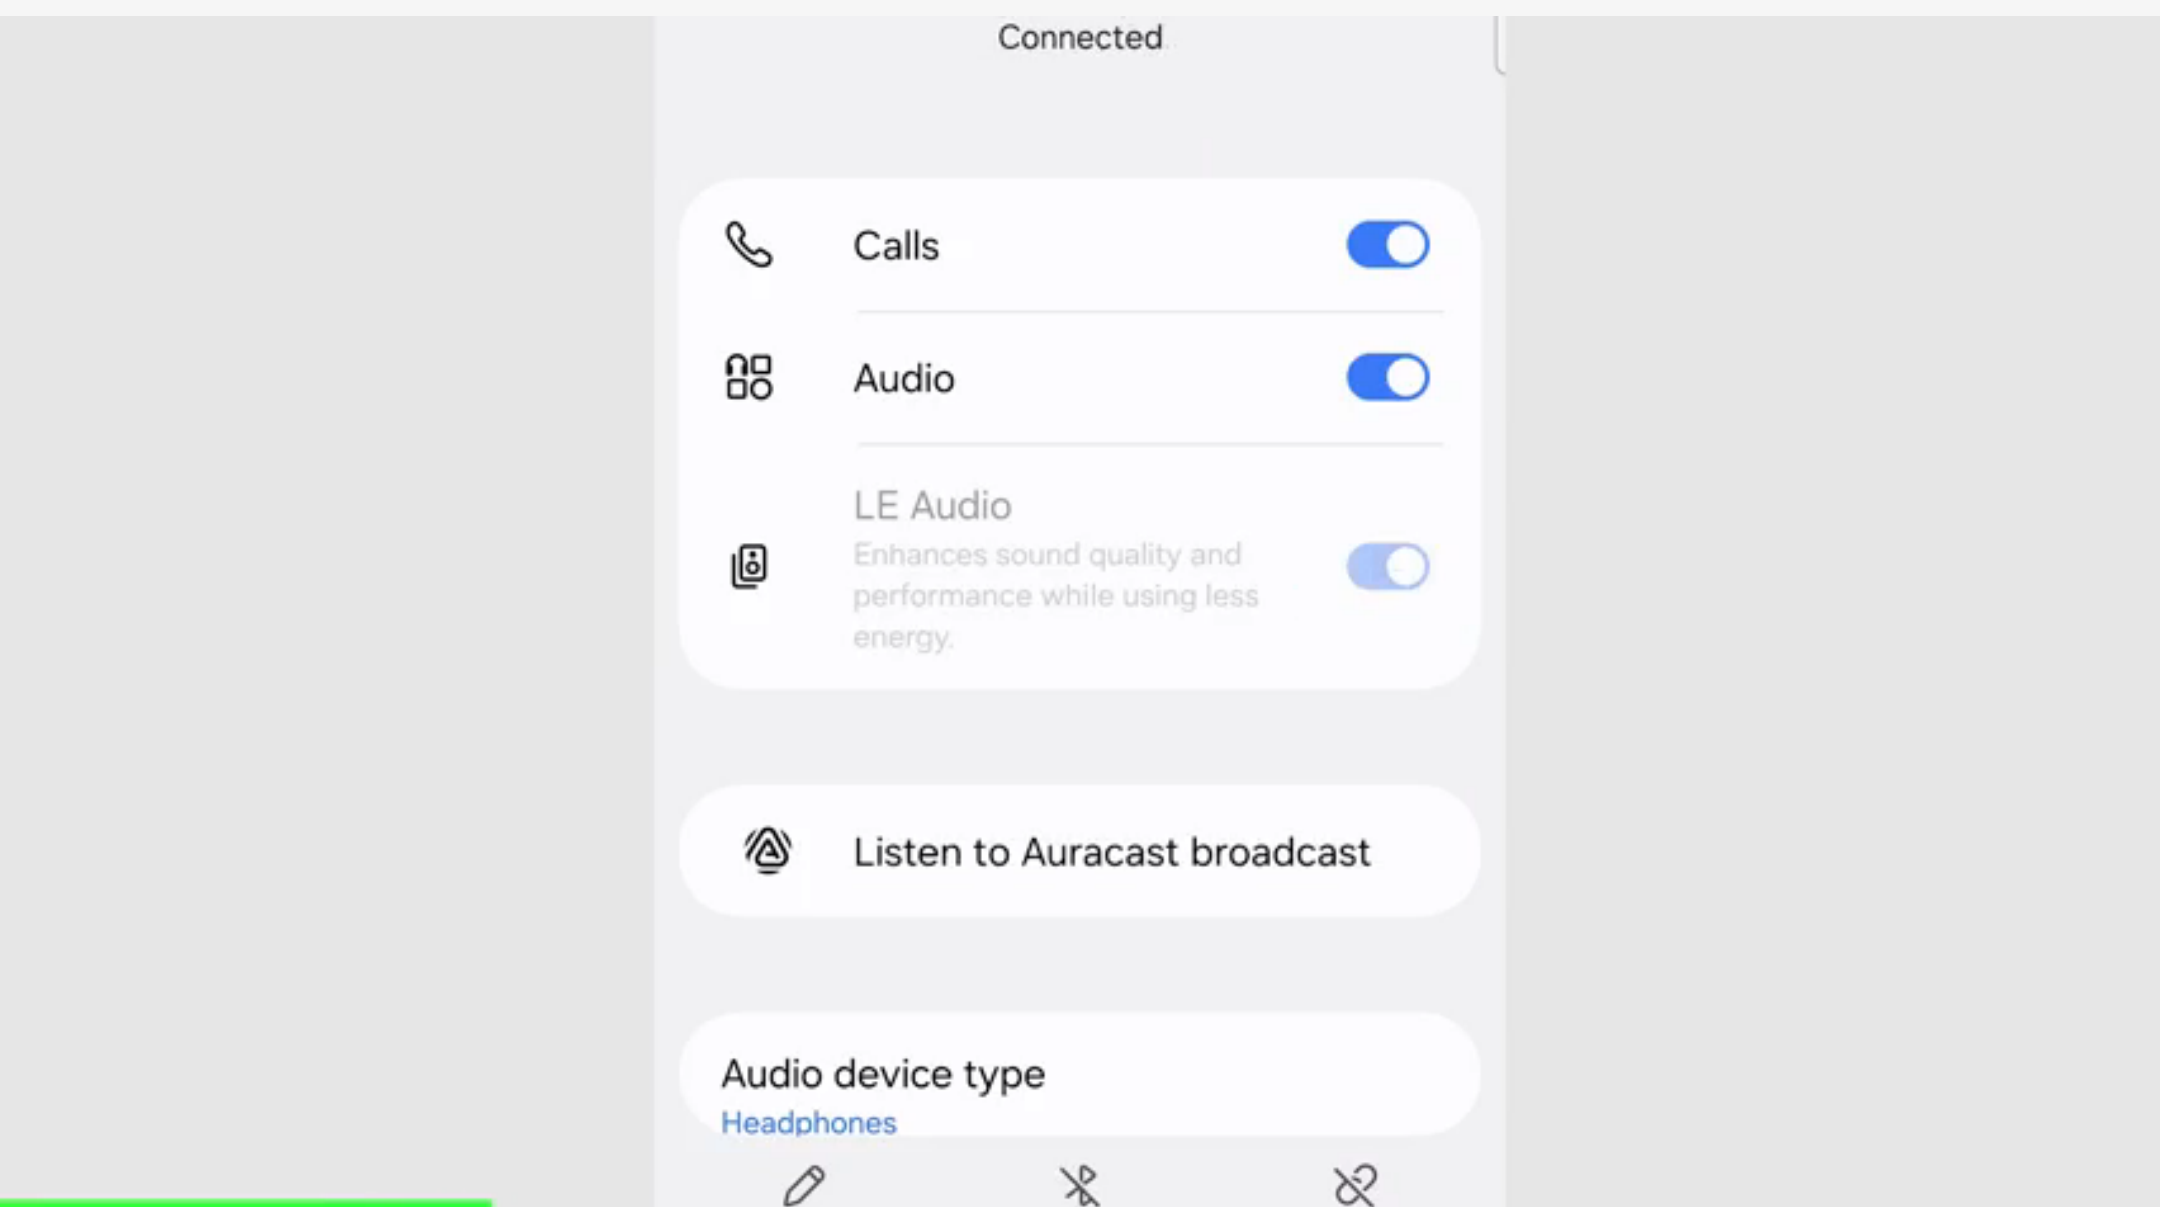 Connected
Calls
Audio
LE Audio
Enhances sound quality and
performance while using less
energy.
Listen to Auracast broadcast
Audio device type
Headphones